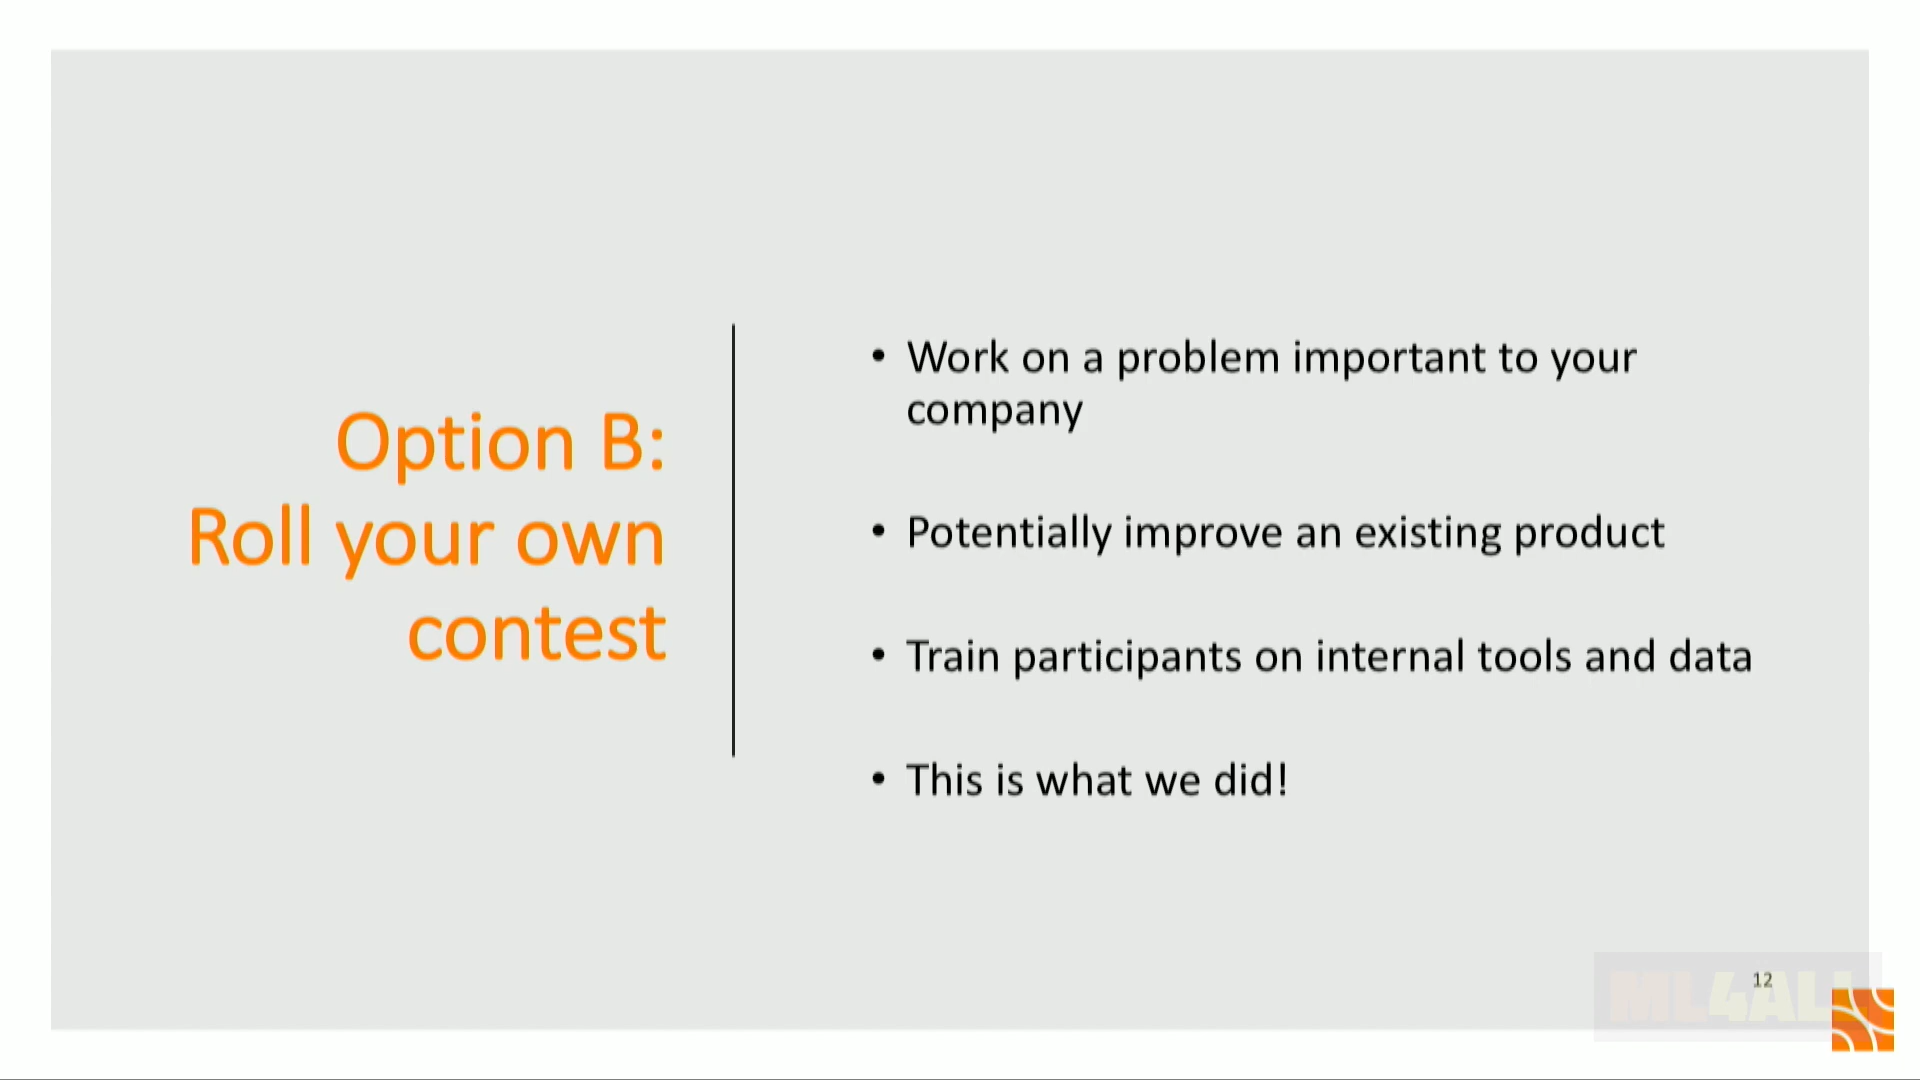 Option B:
Roll your own
contest
• Work on a problem important to your
company
• Potentially improve an existing product
• Train participants on internal tools and data
• This is what we did!
12
ML4ALL